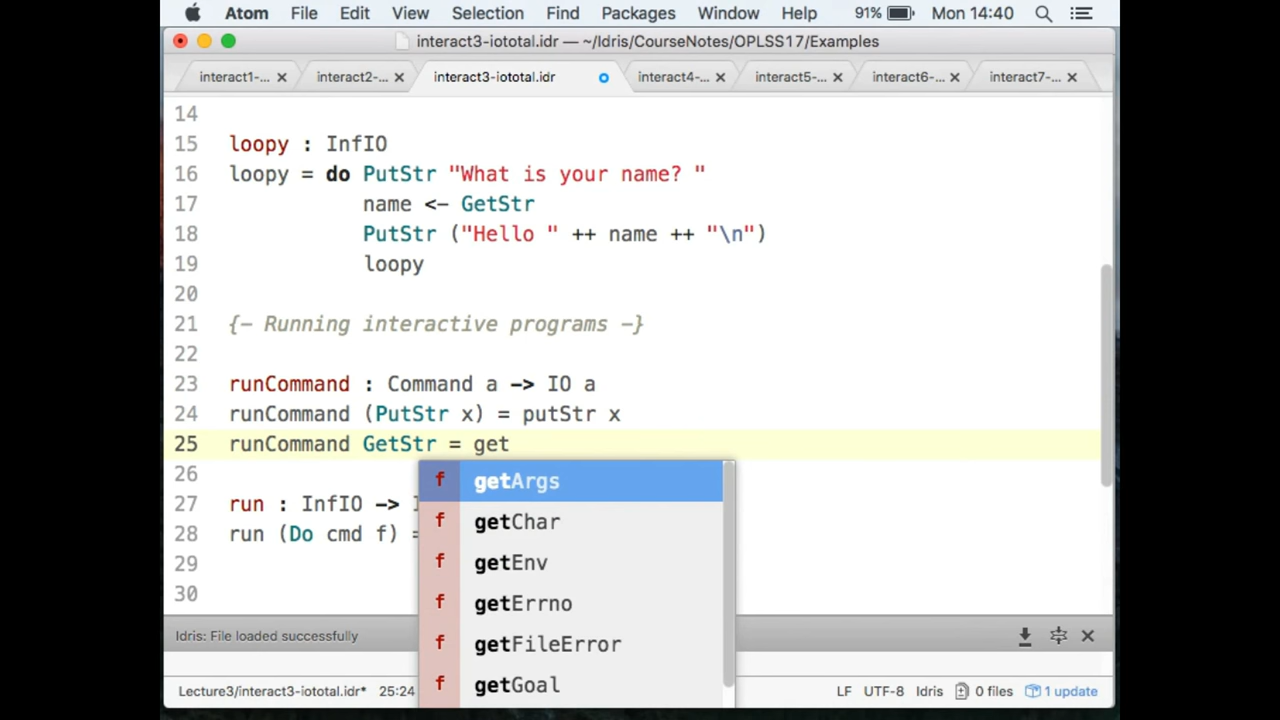 Atom File Edit View Selection Find Packages Window Help 91% Mon 14:40
interact3-iototal.idr — ~/Idris/CourseNotes/OPLSS17/Examples
interact1-... interact2-... interact3-iototal.idr interact4-... interact5-... interact6-... interact7-...
14
15 loopy : InfIO
16 loopy = do PutStr "What is your name? "
17 name <- GetStr
18 PutStr ("Hello " ++ name ++ "\n")
19 loopy
20
21 {- Running interactive programs -}
22
23 runCommand : Command a -> IO a
24 runCommand (PutStr x) = putStr x
25 runCommand GetStr = get
26
27 run : InfIO ->
28 run (Do cmd f) =
29
30
f getArgs
f getChar
f getEnv
f getErrno
f getFileError
f getGoal
Idris: File loaded successfully
Lecture3/interact3-iototal.idr* 25:24 LF UTF-8 Idris 0 files 1 update